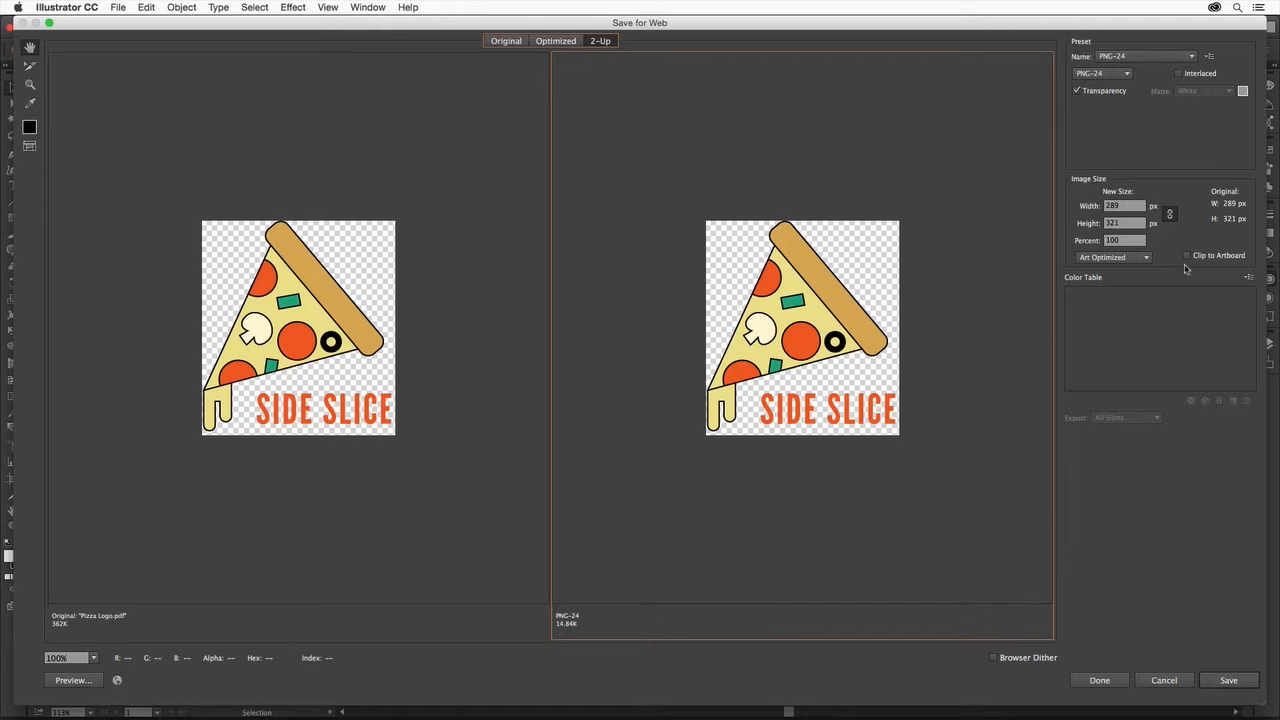 Illustrator CC File Edit Object Type Select Effect View Window Help
Save for Web
Original Optimized 2-Up
Preset
Name: PNG-24
PNG-24 Interlaced
Transparency Matte: White
Image Size
New Size: Original:
Width: 289 px W: 289 px
Height: 321 px H: 321 px
Percent: 100
Art Optimized Clip to Artboard
Color Table
SIDE SLICE SIDE SLICE
Export: All Slices
Original: "Pizza Logo.pdf" PNG-24
362K 14.84K
100% R: -- G: -- B: -- Alpha: -- Hex: -- Index: -- Browser Dither
Preview... Done Cancel Save
113% 1 Selection